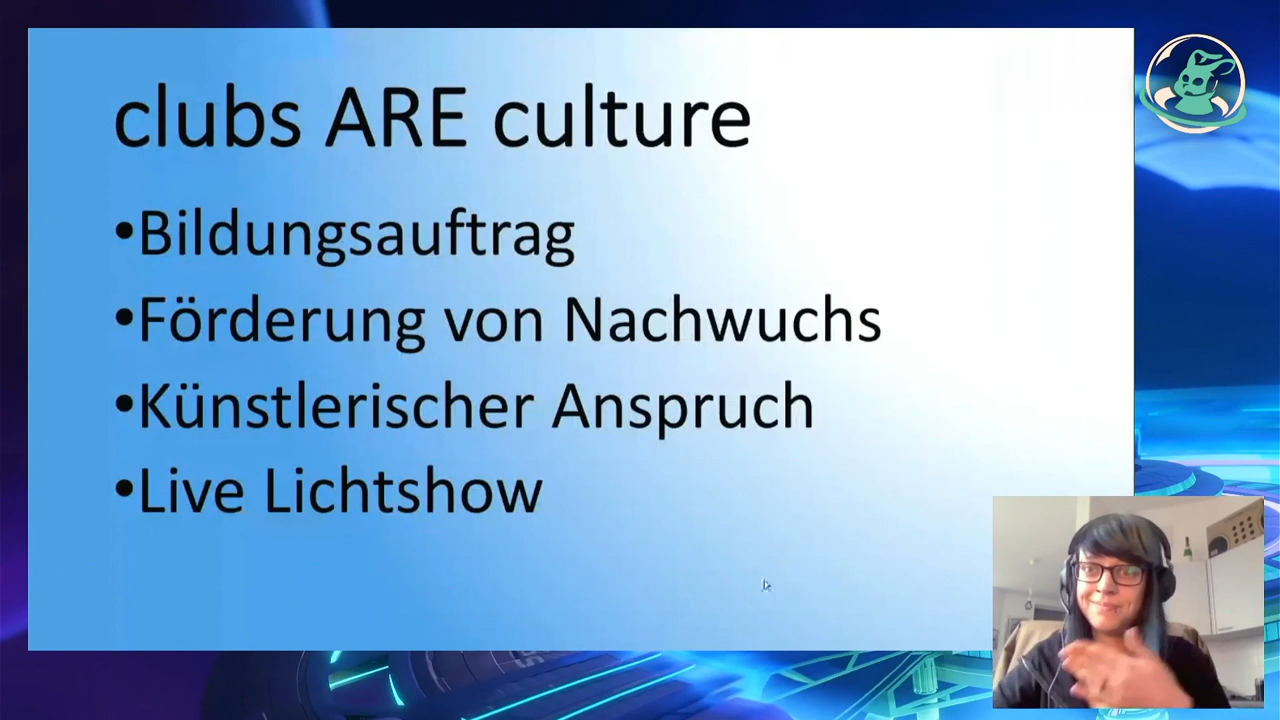 clubs ARE culture
•Bildungsauftrag
•Förderung von Nachwuchs
•Künstlerischer Anspruch
•Live Lichtshow